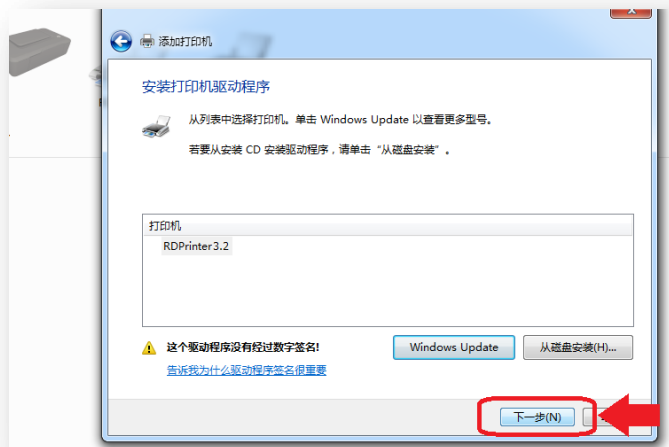 添加打印机
安装打印机驱动程序
从列表中选择打印机。单击 Windows Update 以查看更多型号。
若要从安装 CD 安装驱动程序，请单击“从磁盘安装”。
打印机
RDPrinter3.2
这个驱动程序没有经过数字签名!
Windows Update
从磁盘安装(H)...
告诉我为什么驱动程序签名很重要
下一步(N)